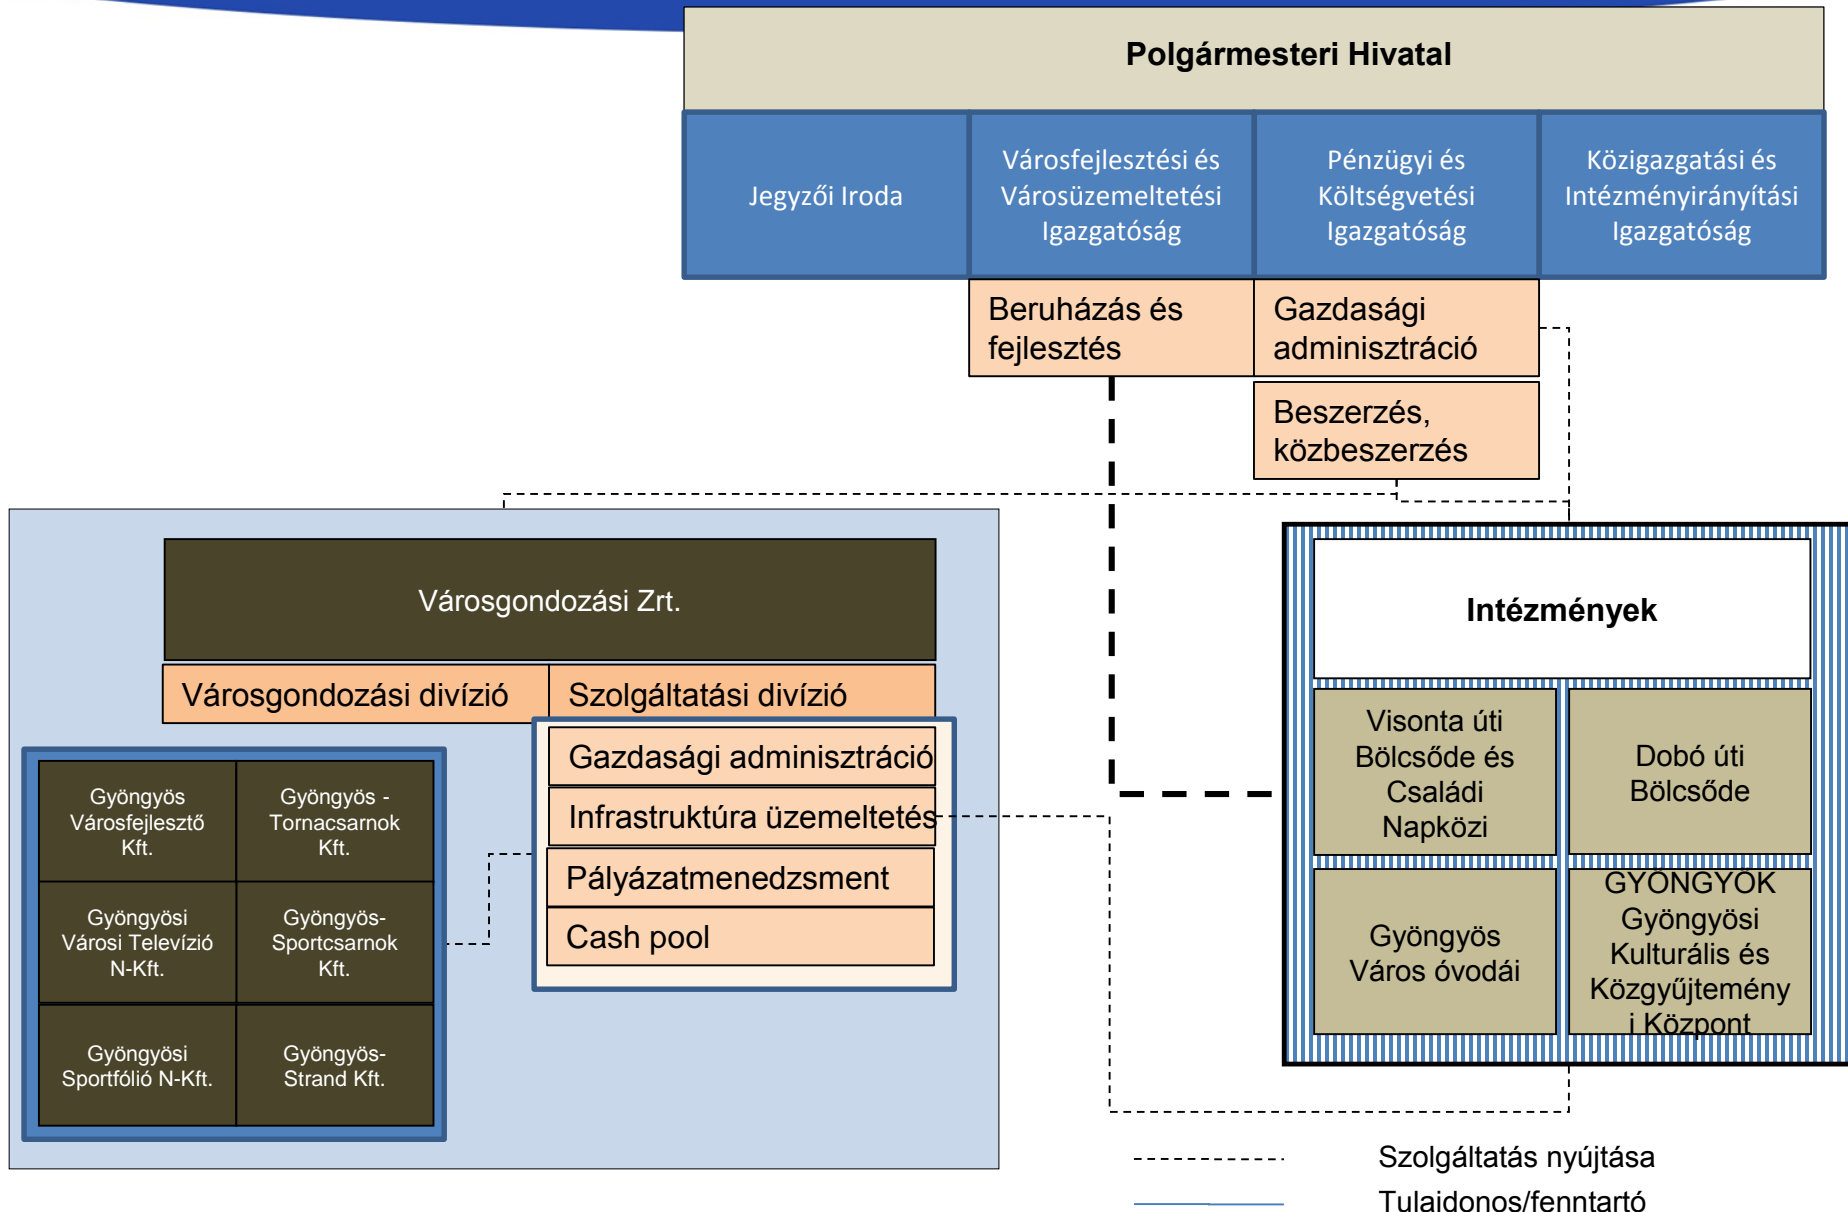 Polgármesteri Hivatal
Jegyzői Iroda
Városfejlesztési és
Városüzemeltetési
Igazgatóság
Pénzügyi és
Költségvetési
Igazgatóság
Közigazgatási és
Intézményirányítási
Igazgatóság
Beruházás és
fejlesztés
Gazdasági
adminisztráció
Beszerzés,
közbeszerzés
Városgondozási Zrt.
Városgondozási divízió
Szolgáltatási divízió
Gazdasági adminisztráció
Infrastruktúra üzemeltetés
Pályázatmenedzsment
Cash pool
Gyöngyös
Városfejlesztő
Kft.
Gyöngyös -
Tornacsarnok
Kft.
Gyöngyösi
Városi Televízió
N-Kft.
Gyöngyös-
Sportcsarnok
Kft.
Gyöngyösi
Sportfólió N-Kft.
Gyöngyös-
Strand Kft.
Intézmények
Visonta úti
Bölcsőde és
Családi
Napközi
Dobó úti
Bölcsőde
Gyöngyös
Város óvodái
GYÖNGYÖK
Gyöngyösi
Kulturális és
Közgyűjtemény
i Központ
Szolgáltatás nyújtása
Tulajdonos/fenntartó